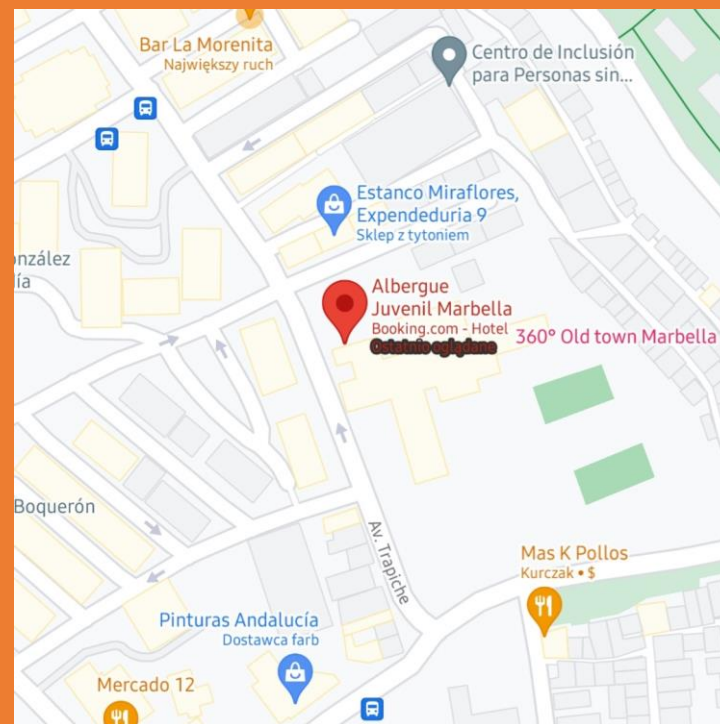 Bar La Morenita
Największy ruch
Centro de Inclusión
para Personas sin...
Estanco Miraflores,
Expendeduria 9
Sklep z tytoniem
onzález
ía
Albergue
Juvenil Marbella
Booking.com - Hotel
Ostatnio oglądane
360° Old town Marbella
Boquerón
Av. Trapiche
Mas K Pollos
Kurczak • $
Pinturas Andalucía
Dostawca farb
Mercado 12